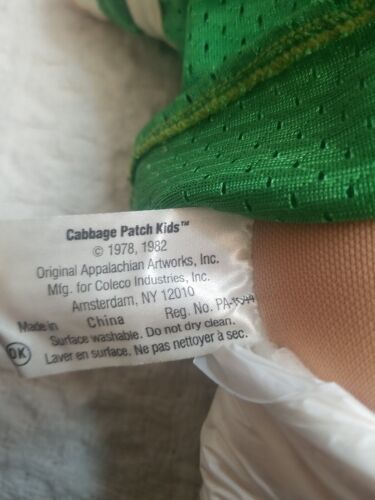 Cabbage Patch Kids™
© 1978, 1982
Original Appalachian Artworks, Inc.
Mfg. for Coleco Industries, Inc.
Amsterdam, NY 12010
Made in China Reg. No. PA-1544
Surface washable. Do not dry clean.
Laver en surface. Ne pas nettoyer à sec.
OK